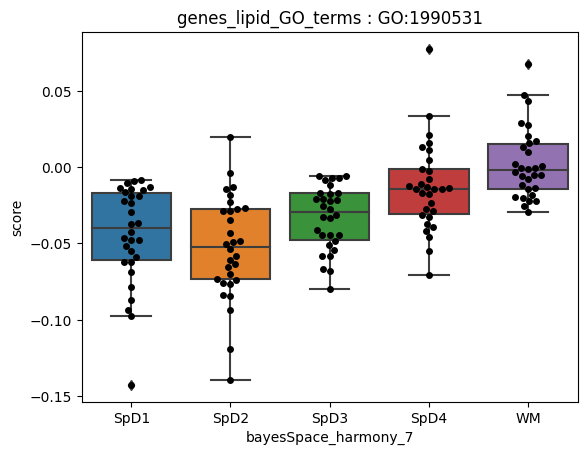 genes_lipid_GO_terms : GO:1990531
0.05
0.00
−0.05
−0.10
−0.15
score
SpD1 SpD2 SpD3 SpD4 WM
bayesSpace_harmony_7